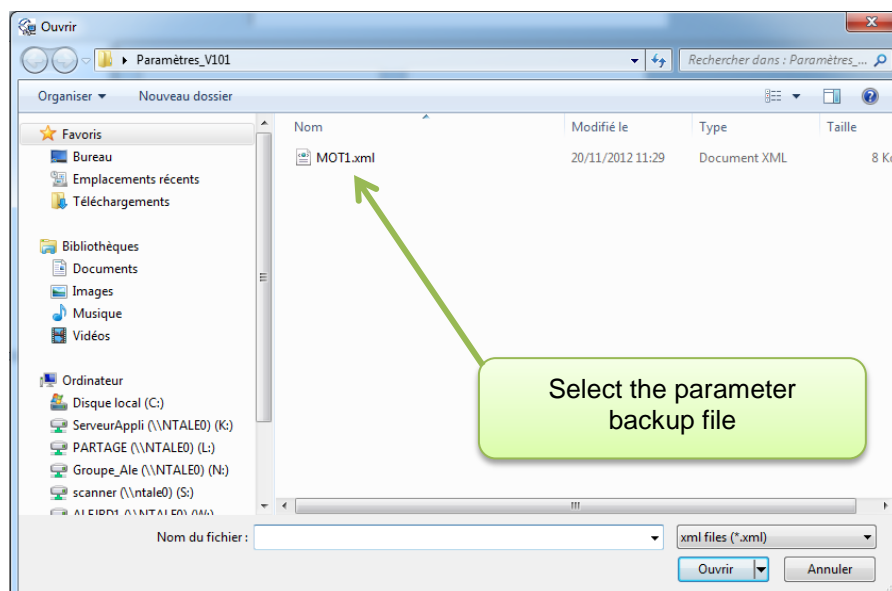 Ouvrir
Paramètres_V101
Rechercher dans : Paramètres_...
Organiser
Nouveau dossier
Favoris
Bureau
Emplacements récents
Téléchargements
Bibliothèques
Documents
Images
Musique
Vidéos
Ordinateur
Disque local (C:)
ServeurAppli (\\NTALE0) (K:)
PARTAGE (\\NTALE0) (L:)
Groupe_Ale (\\NTALE0) (N:)
scanner (\\ntale0) (S:)
Nom Modifié le Type Taille
MOT1.xml 20/11/2012 11:29 Document XML 8
Select the parameter
backup file
Nom du fichier :
xml files (*.xml)
Ouvrir Annuler